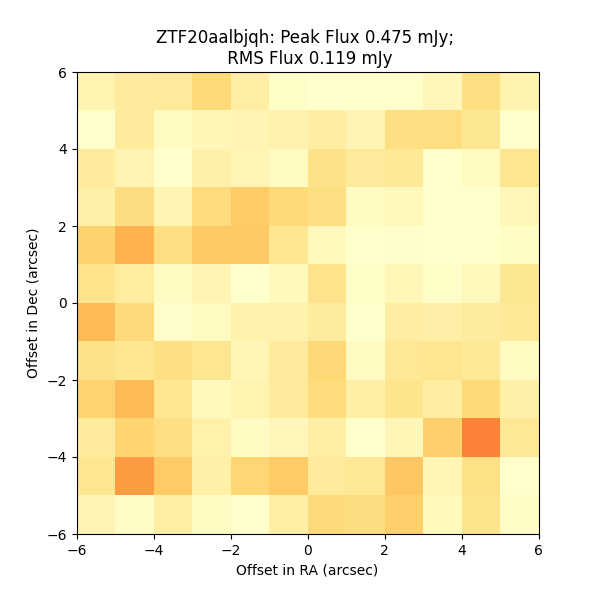 ZTF20aalbjqh: Peak Flux 0.475 mJy;
RMS Flux 0.119 mJy
6
4
2
0
−2
−4
−6
Offset in Dec (arcsec)
−6 −4 −2 0 2 4 6
Offset in RA (arcsec)